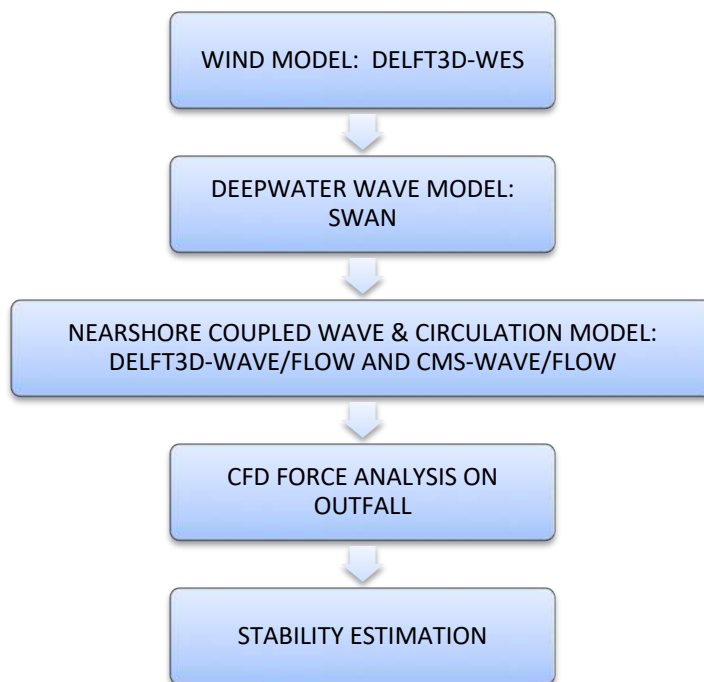 WIND MODEL:  DELFT3D-WES
DEEPWATER WAVE MODEL:
SWAN
NEARSHORE COUPLED WAVE & CIRCULATION MODEL:
DELFT3D-WAVE/FLOW AND CMS-WAVE/FLOW
CFD FORCE ANALYSIS ON
OUTFALL
STABILITY ESTIMATION